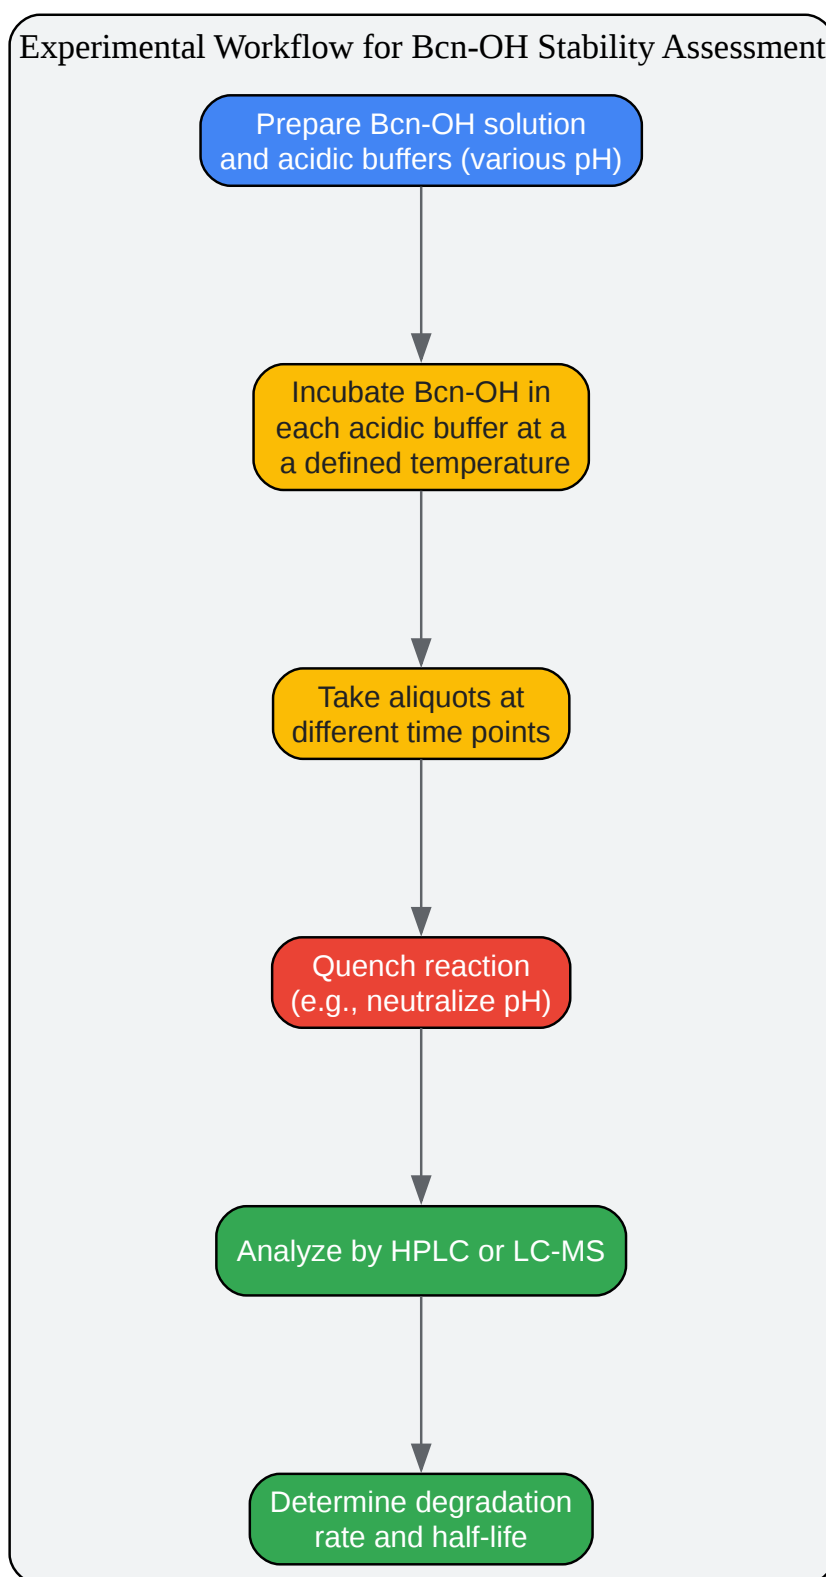 Experimental Workflow for Bcn-OH Stability Assessment
Prepare Bcn-OH solution
and acidic buffers (various pH)
Incubate Bcn-OH in
each acidic buffer at a
a defined temperature
Take aliquots at
different time points
Quench reaction
(e.g., neutralize pH)
Analyze by HPLC or LC-MS
Determine degradation
rate and half-life